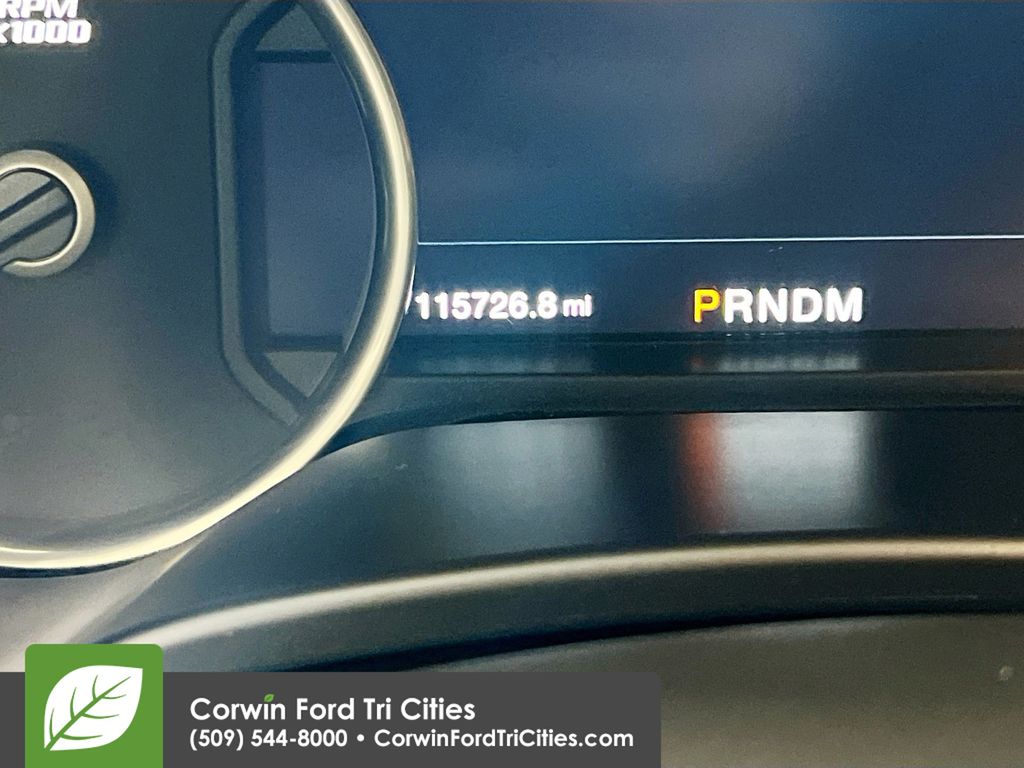 RPM
x1000
115726.8 mi
PRNDM
Corwin Ford Tri Cities
(509) 544-8000 • CorwinFordTriCities.com